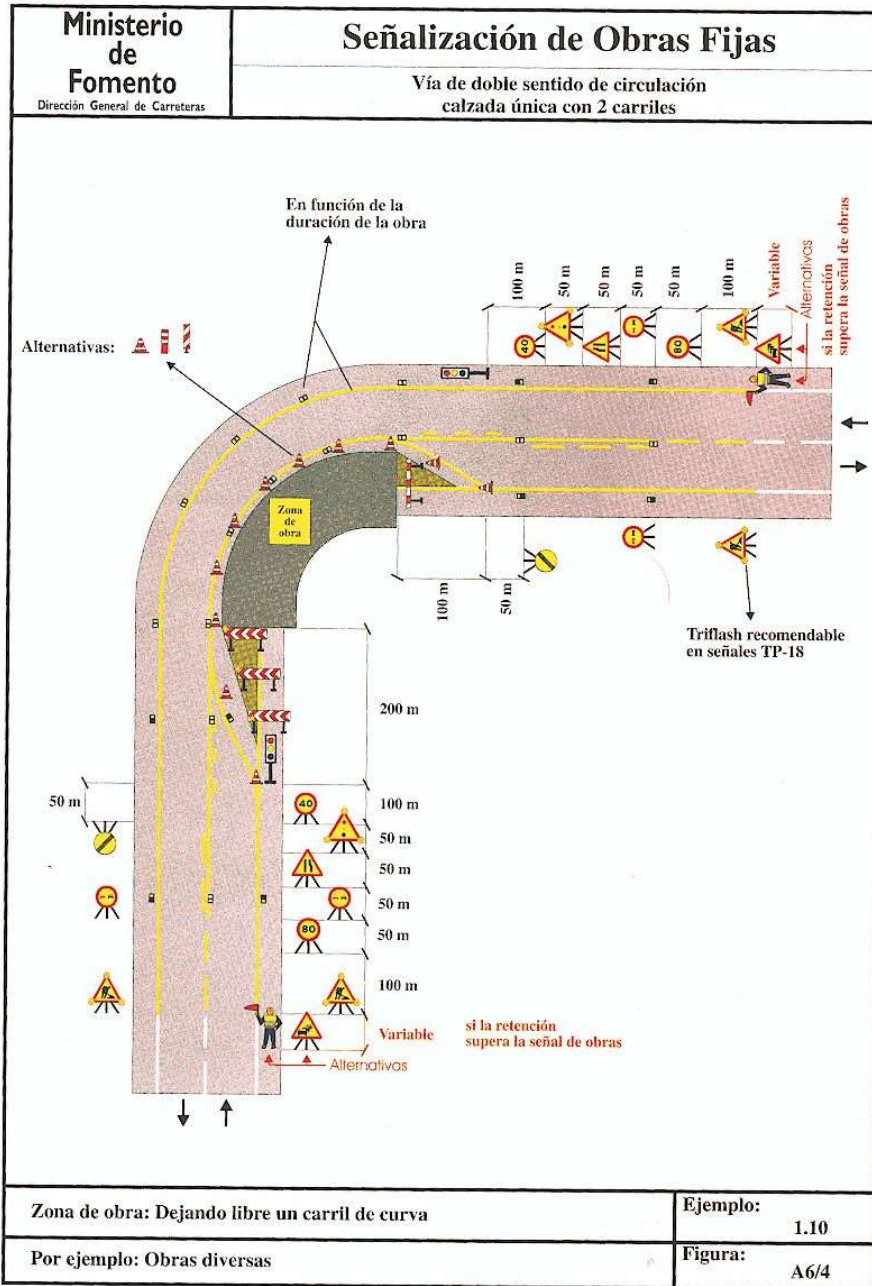 Ministerio
de
Fomento
Dirección General de Carreteras
Señalización de Obras Fijas
Vía de doble sentido de circulación
calzada única con 2 carriles
En función de la
duración de la obra
Alternativas:
100 m
50 m
50 m
50 m
100 m
Variable
Alternativas
si la retención
supera la señal de obras
40
80
Zona
de
obra
100 m
50 m
Triflash recomendable
en señales TP-18
200 m
50 m
40
100 m
50 m
50 m
50 m
80
50 m
100 m
Variable
si la retención
supera la señal de obras
Alternativas
Zona de obra: Dejando libre un carril de curva
Ejemplo:
1.10
Por ejemplo: Obras diversas
Figura:
A6/4